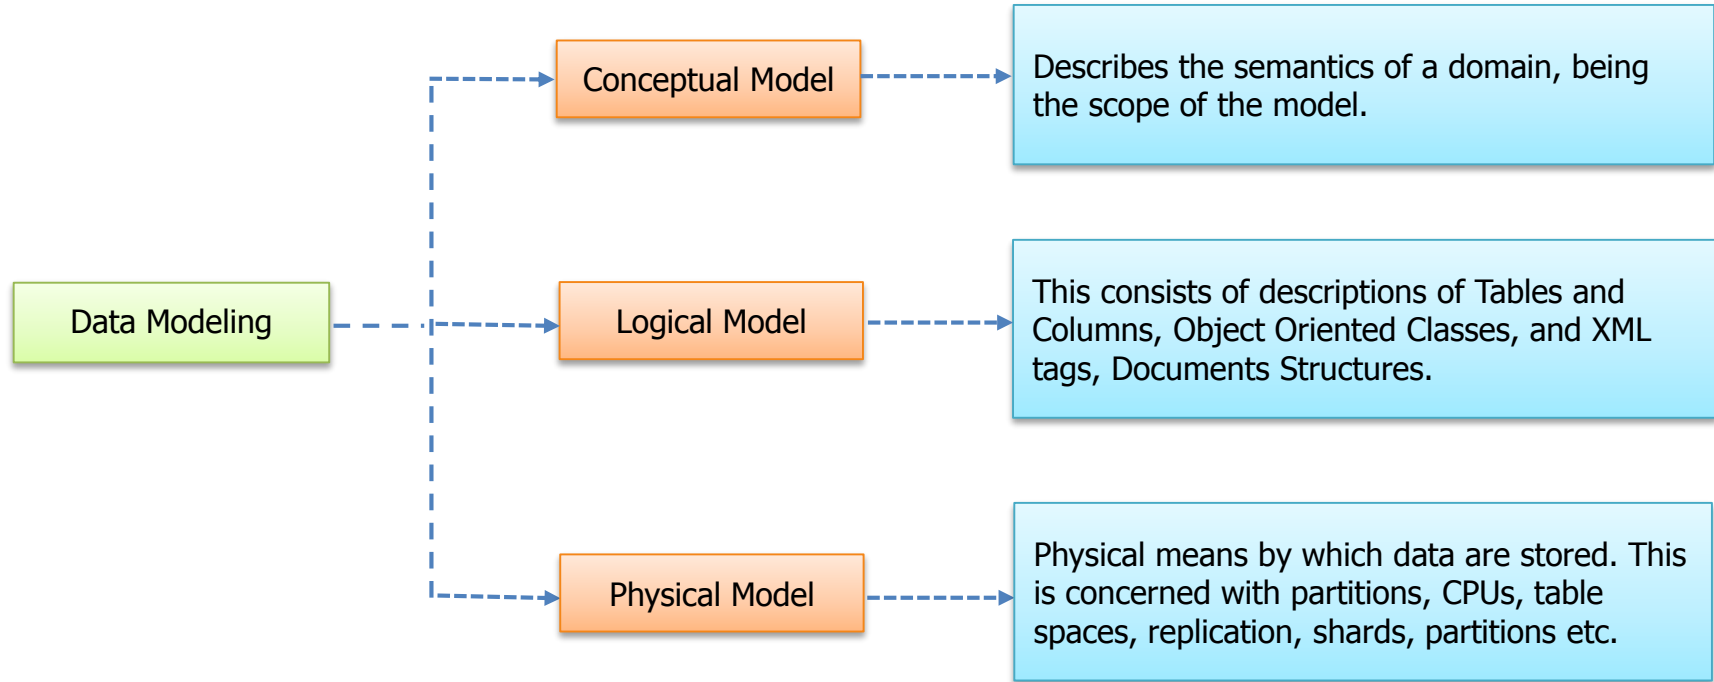 Conceptual Model
Describes the semantics of a domain, being
the scope of the model.
Data Modeling
Logical Model
This consists of descriptions of Tables and
Columns, Object Oriented Classes, and XML
tags, Documents Structures.
Physical Model
Physical means by which data are stored. This
is concerned with partitions, CPUs, table
spaces, replication, shards, partitions etc.